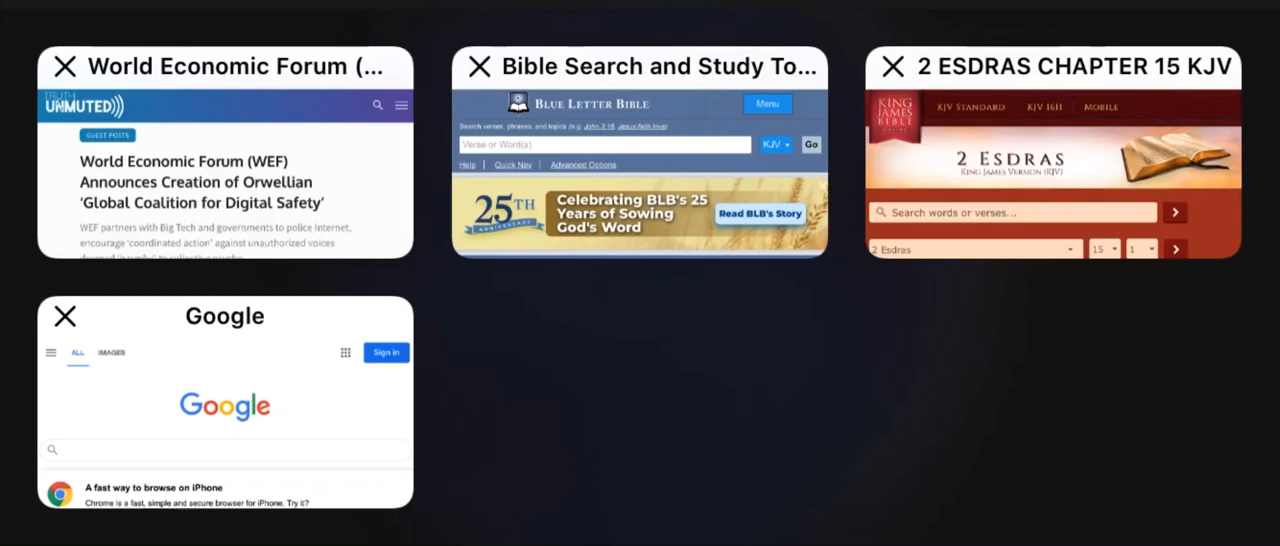 World Economic Forum (...
TRUTH
UNMUTED
GUEST POSTS
World Economic Forum (WEF)
Announces Creation of Orwellian
‘Global Coalition for Digital Safety’
WEF partners with Big Tech and governments to police Internet,
encourage ‘coordinated action’ against unauthorized voices
deemed ‘harmful’ to collective psyche
Bible Search and Study To...
BLUE LETTER BIBLE
Menu
Search verses, phrases, and topics (e.g. John 3:16, Jesus faith love)
Verse or Word(s)
KJV
Go
Help
Quick Nav
Advanced Options
25TH
ANNIVERSARY
Celebrating BLB's 25
Years of Sowing
God's Word
Read BLB's Story
2 ESDRAS CHAPTER 15 KJV
KING
JAMES
BIBLE
ONLINE
KJV STANDARD
KJV 1611
MOBILE
2 ESDRAS
KING JAMES VERSION (KJV)
Search words or verses...
2 Esdras
15
1
Google
ALL
IMAGES
Sign in
Google
A fast way to browse on iPhone
Chrome is a fast, simple and secure browser for iPhone. Try it?